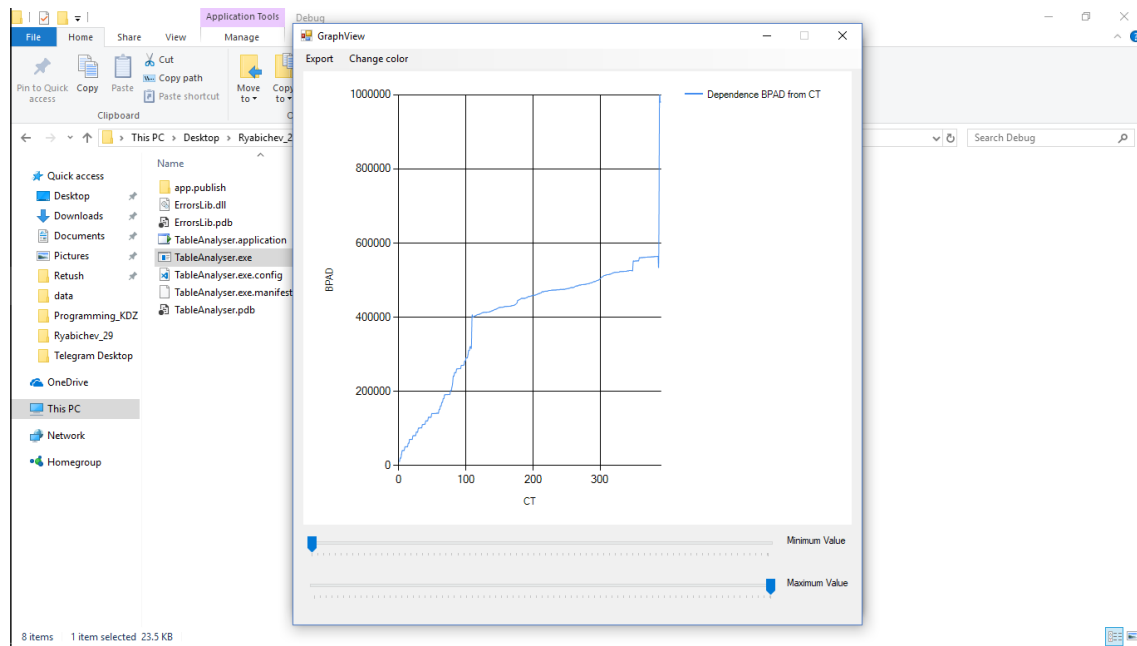 Application Tools
Debug
File
Home
Share
View
Manage
Pin to Quick access
Copy
Paste
Cut
Copy path
Paste shortcut
Move to
Clipboard
This PC > Desktop > Ryabichev_2
Search Debug
Quick access
Desktop
Downloads
Documents
Pictures
Retush
data
Programming_KDZ
Ryabichev_29
Telegram Desktop
OneDrive
This PC
Network
Homegroup
Name
app.publish
ErrorsLib.dll
ErrorsLib.pdb
TableAnalyser.application
TableAnalyser.exe
TableAnalyser.exe.config
TableAnalyser.exe.manifest
TableAnalyser.pdb
GraphView
Export
Change color
1000000
800000
600000
400000
200000
0
BPAD
0
100
200
300
CT
Dependence BPAD from CT
Minimum Value
Maximum Value
8 items
1 item selected 23.5 KB